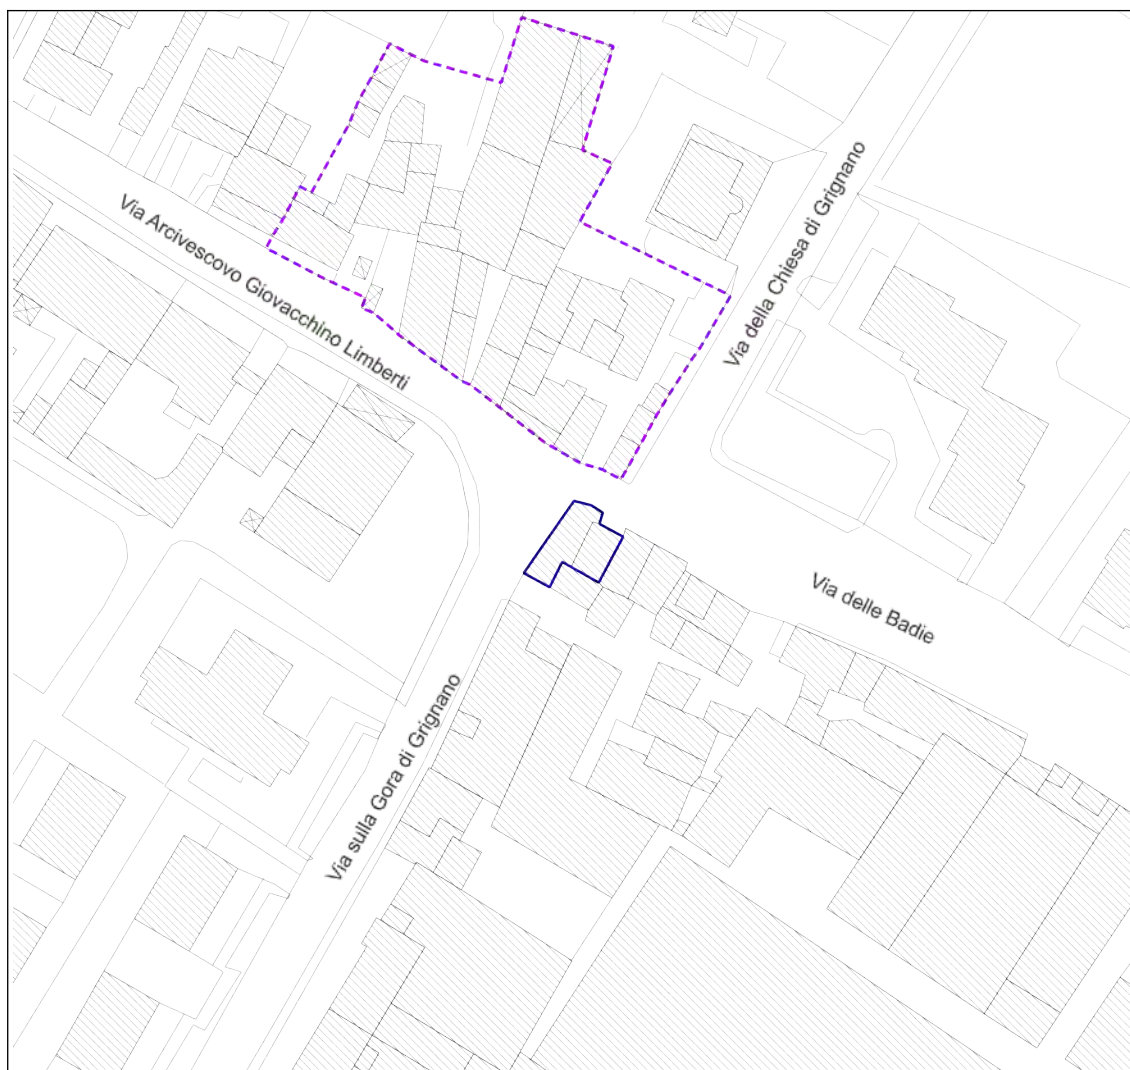 Via Arcivescovo Giovacchino Limberti
Via della Chiesa di Grignano
Via delle Badie
Via sulla Gora di Grignano